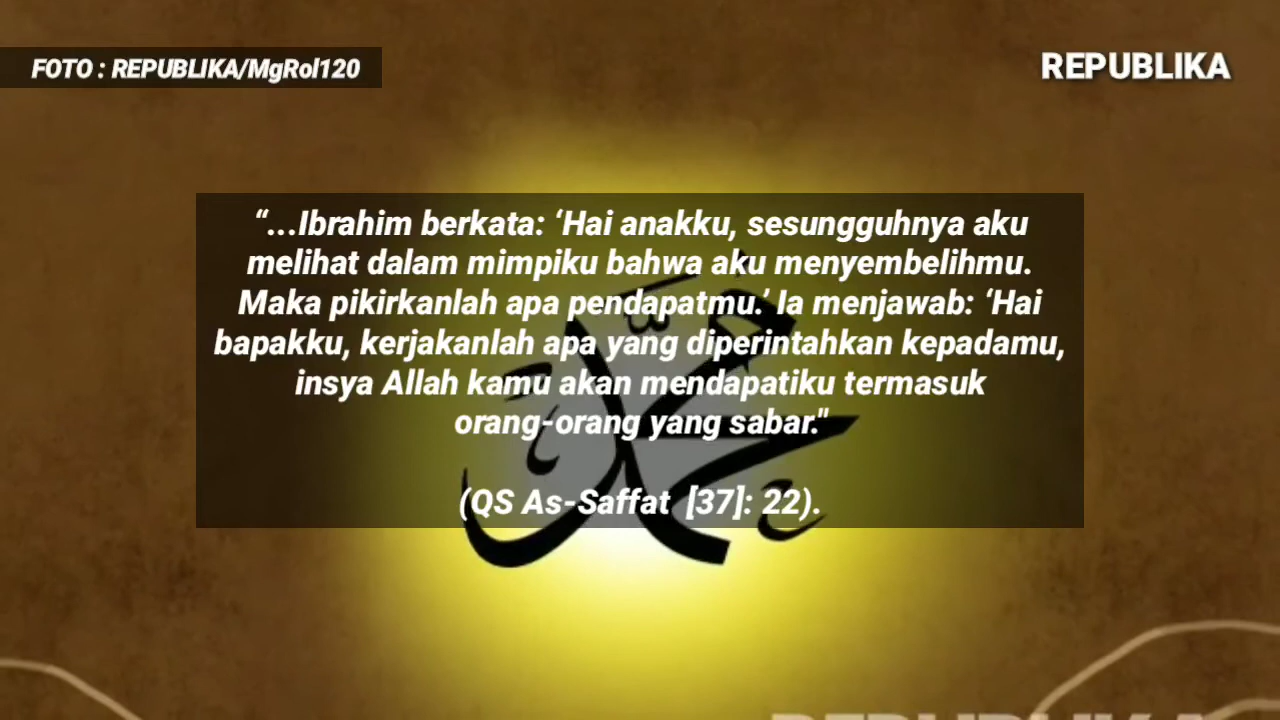 FOTO : REPUBLIKA/MgRol120
REPUBLIKA
“...Ibrahim berkata: ‘Hai anakku, sesungguhnya aku
melihat dalam mimpiku bahwa aku menyembelihmu.
Maka pikirkanlah apa pendapatmu.’ Ia menjawab: ‘Hai
bapakku, kerjakanlah apa yang diperintahkan kepadamu,
insya Allah kamu akan mendapatiku termasuk
orang-orang yang sabar."
(QS As-Saffat [37]: 22).
محمد
REPUBLIKA